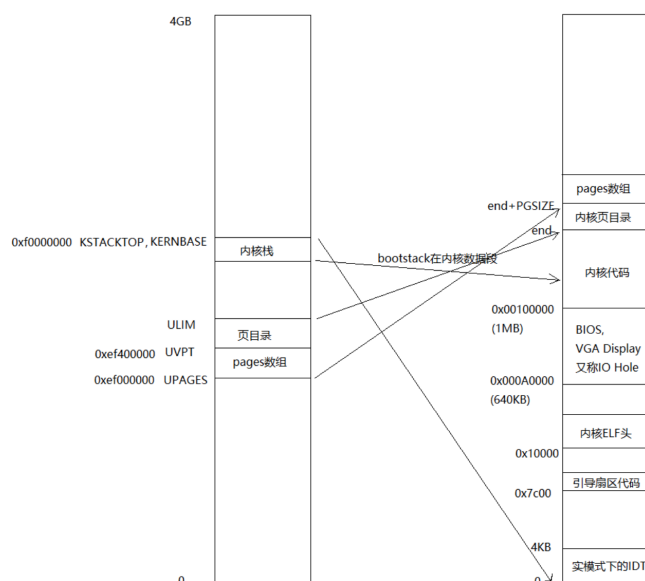 4GB
0xf0000000 KSTACKTOP, KERNBASE
内核栈
ULIM
页目录
0xef400000 UVPT
pages数组
0xef000000 UPAGES
0
bootstack在内核数据段
pages数组
end+PGSIZE
内核页目录
end
内核代码
0x00100000
(1MB)
BIOS,
VGA Display
又称IO Hole
0x000A0000
(640KB)
内核ELF头
0x10000
引导扇区代码
0x7c00
4KB
实模式下的IDT
0